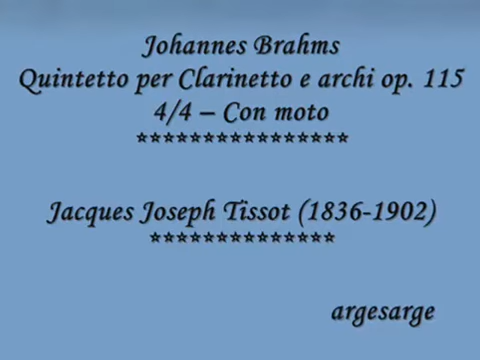 Johannes Brahms
Quintetto per Clarinetto e archi op. 115
4/4 – Con moto
****************
Jacques Joseph Tissot (1836-1902)
**************
argesarge